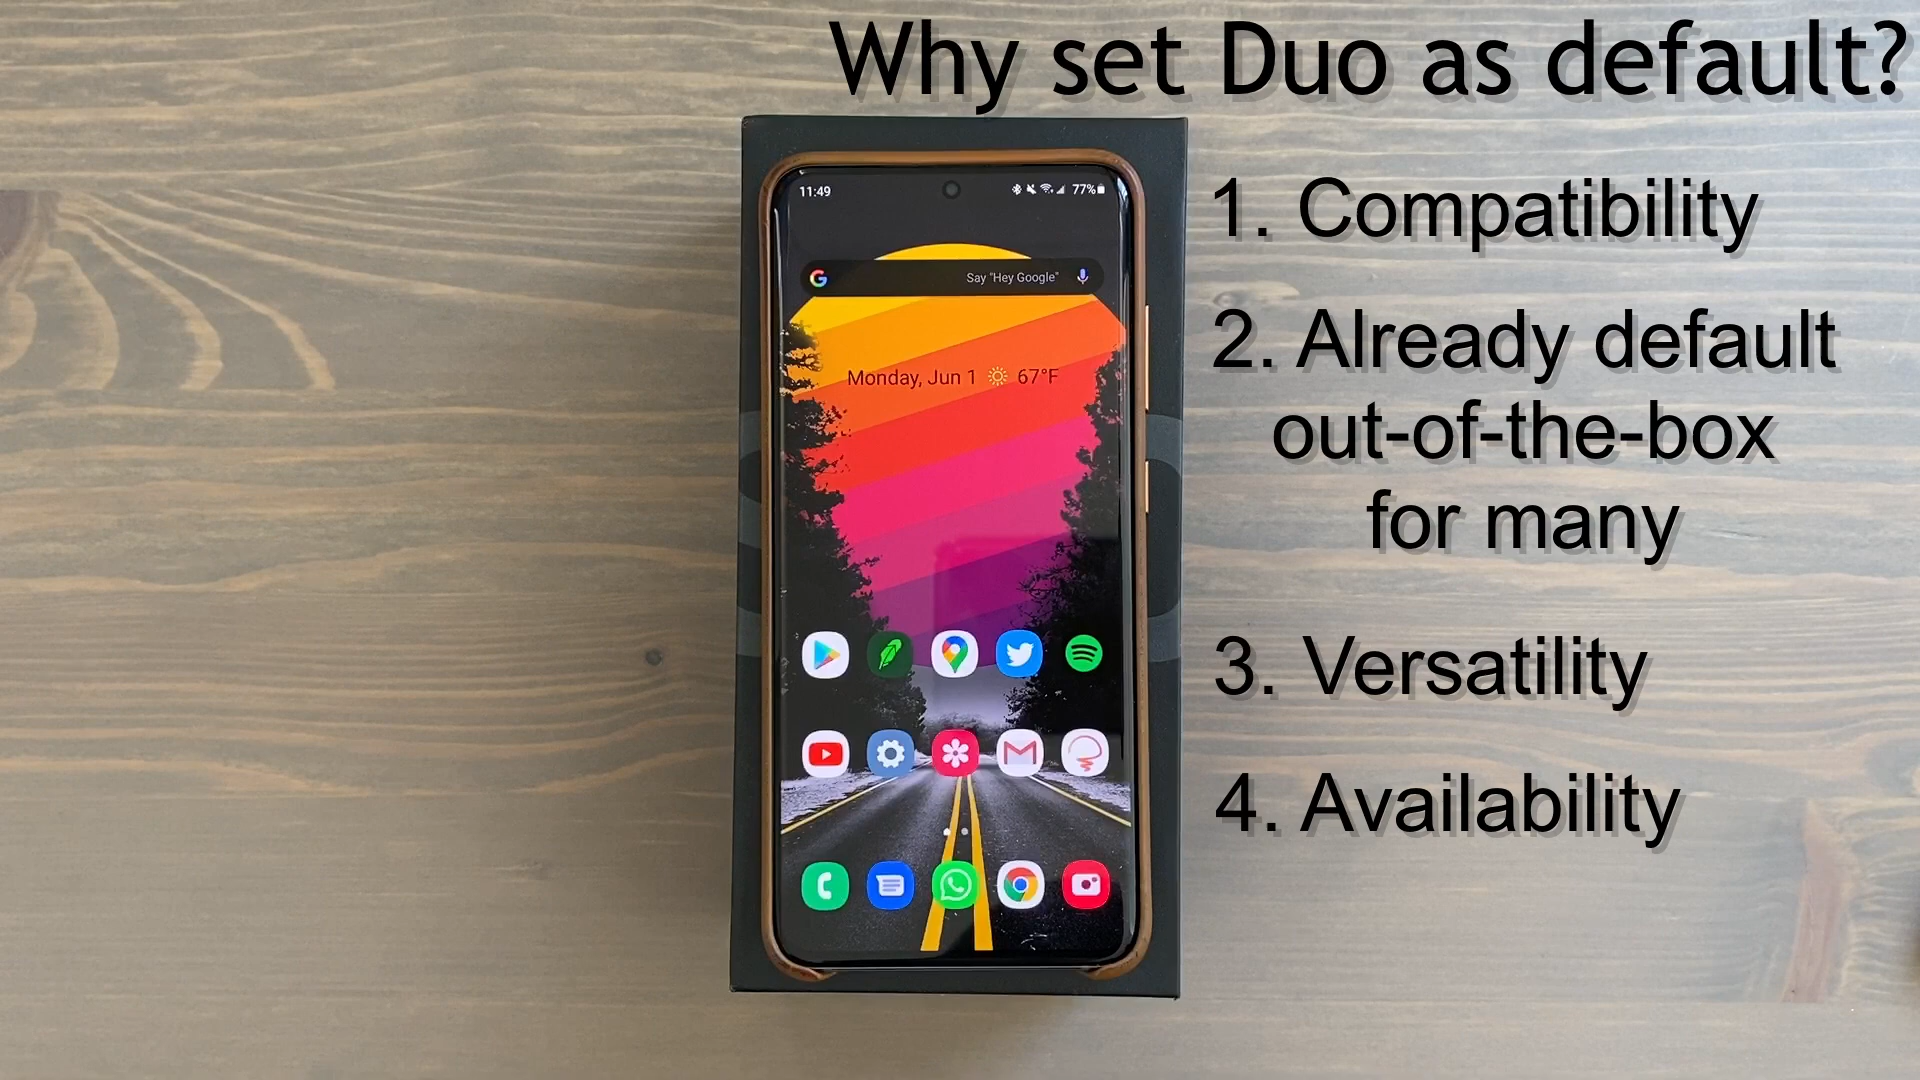 Why set Duo as default?
11:49
77%
Say "Hey Google"
Monday, Jun 1 67°F
1. Compatibility
2. Already default
out-of-the-box
for many
3. Versatility
4. Availability